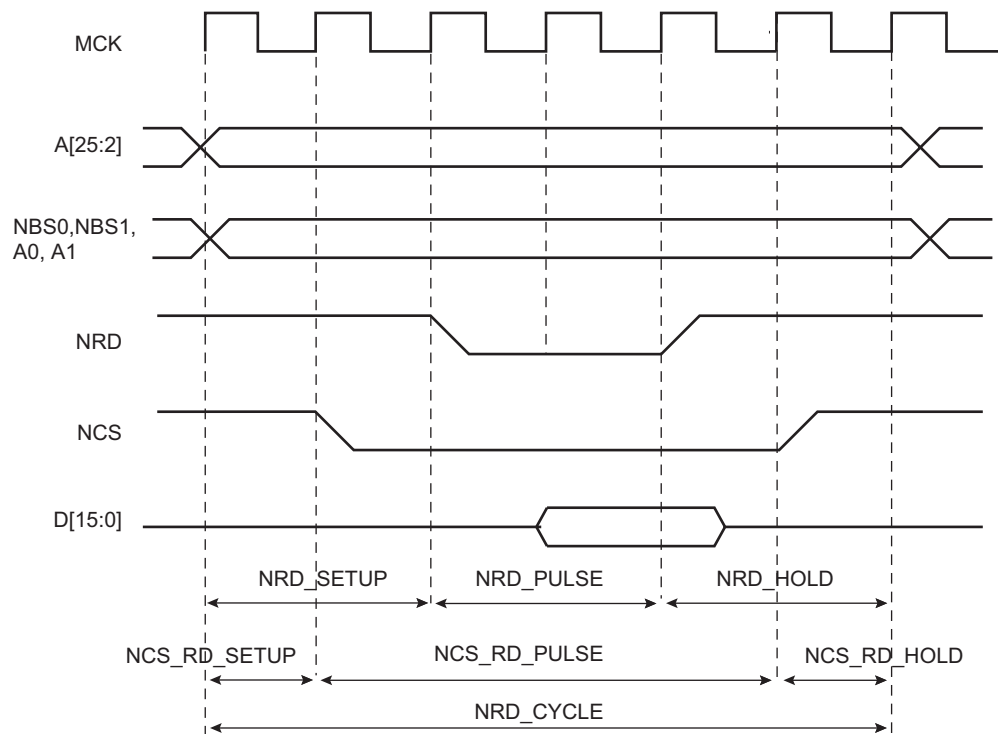 MCK
A[25:2]
NBS0,NBS1,
A0, A1
NRD
NCS
D[15:0]
NRD_SETUP NRD_PULSE NRD_HOLD
NCS_RD_SETUP NCS_RD_PULSE NCS_RD_HOLD
NRD_CYCLE